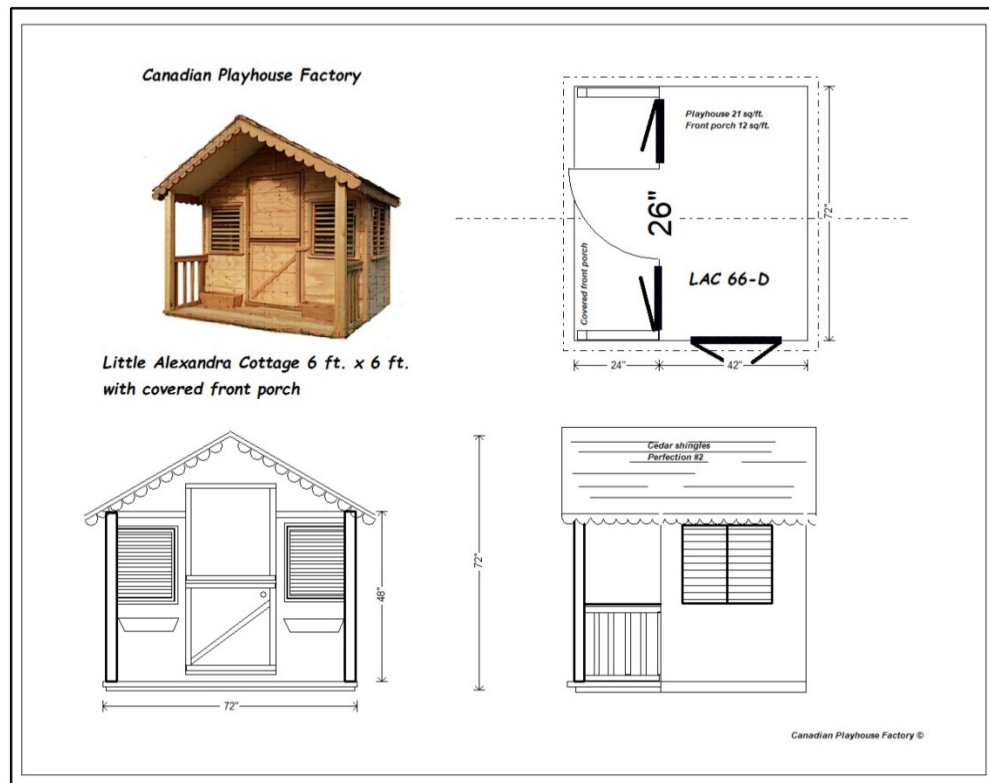 Canadian Playhouse Factory
Playhouse 21 sq/ft.
Front porch 12 sq/ft.
26"
72"
Covered front porch
LAC 66-D
24"
42"
Little Alexandra Cottage 6 ft. x 6 ft.
with covered front porch
Cedar shingles
Perfection #2
48"
72"
72"
Canadian Playhouse Factory ©